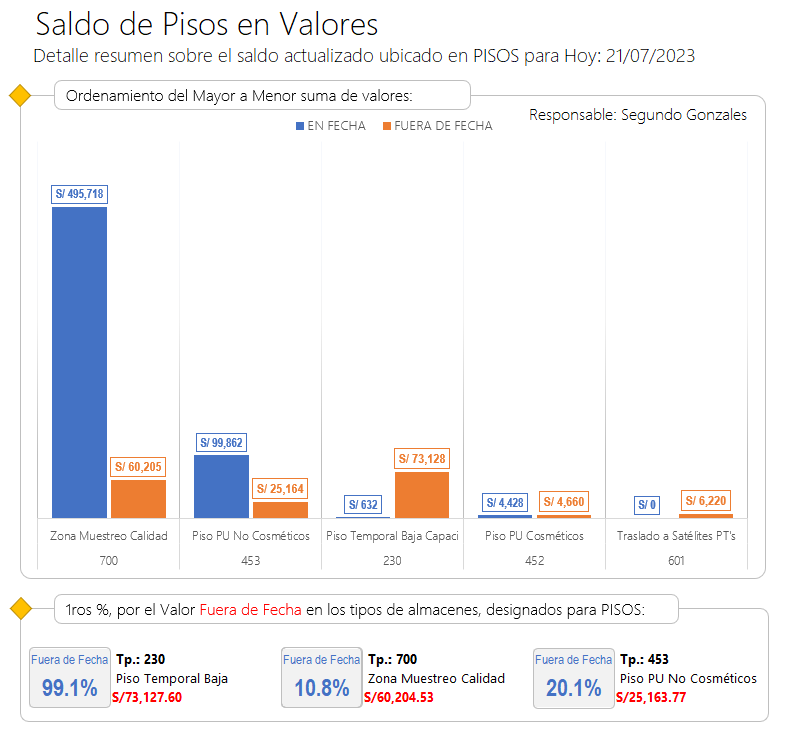 Saldo de Pisos en Valores
Detalle resumen sobre el saldo actualizado ubicado en PISOS para Hoy: 21/07/2023
Ordenamiento del Mayor a Menor suma de valores:
Responsable: Segundo Gonzales
EN FECHA FUERA DE FECHA
S/ 495,718
S/ 60,205
S/ 99,862
S/ 25,164
S/ 632
S/ 73,128
S/ 4,428
S/ 4,660
S/ 0
S/ 6,220
Zona Muestreo Calidad Piso PU No Cosméticos Piso Temporal Baja Capaci Piso PU Cosméticos Traslado a Satélites PT's
700 453 230 452 601
1ros %, por el Valor Fuera de Fecha en los tipos de almacenes, designados para PISOS:
Fuera de Fecha
99.1%
Tp.: 230
Piso Temporal Baja
S/73,127.60
Fuera de Fecha
10.8%
Tp.: 700
Zona Muestreo Calidad
S/60,204.53
Fuera de Fecha
20.1%
Tp.: 453
Piso PU No Cosméticos
S/25,163.77